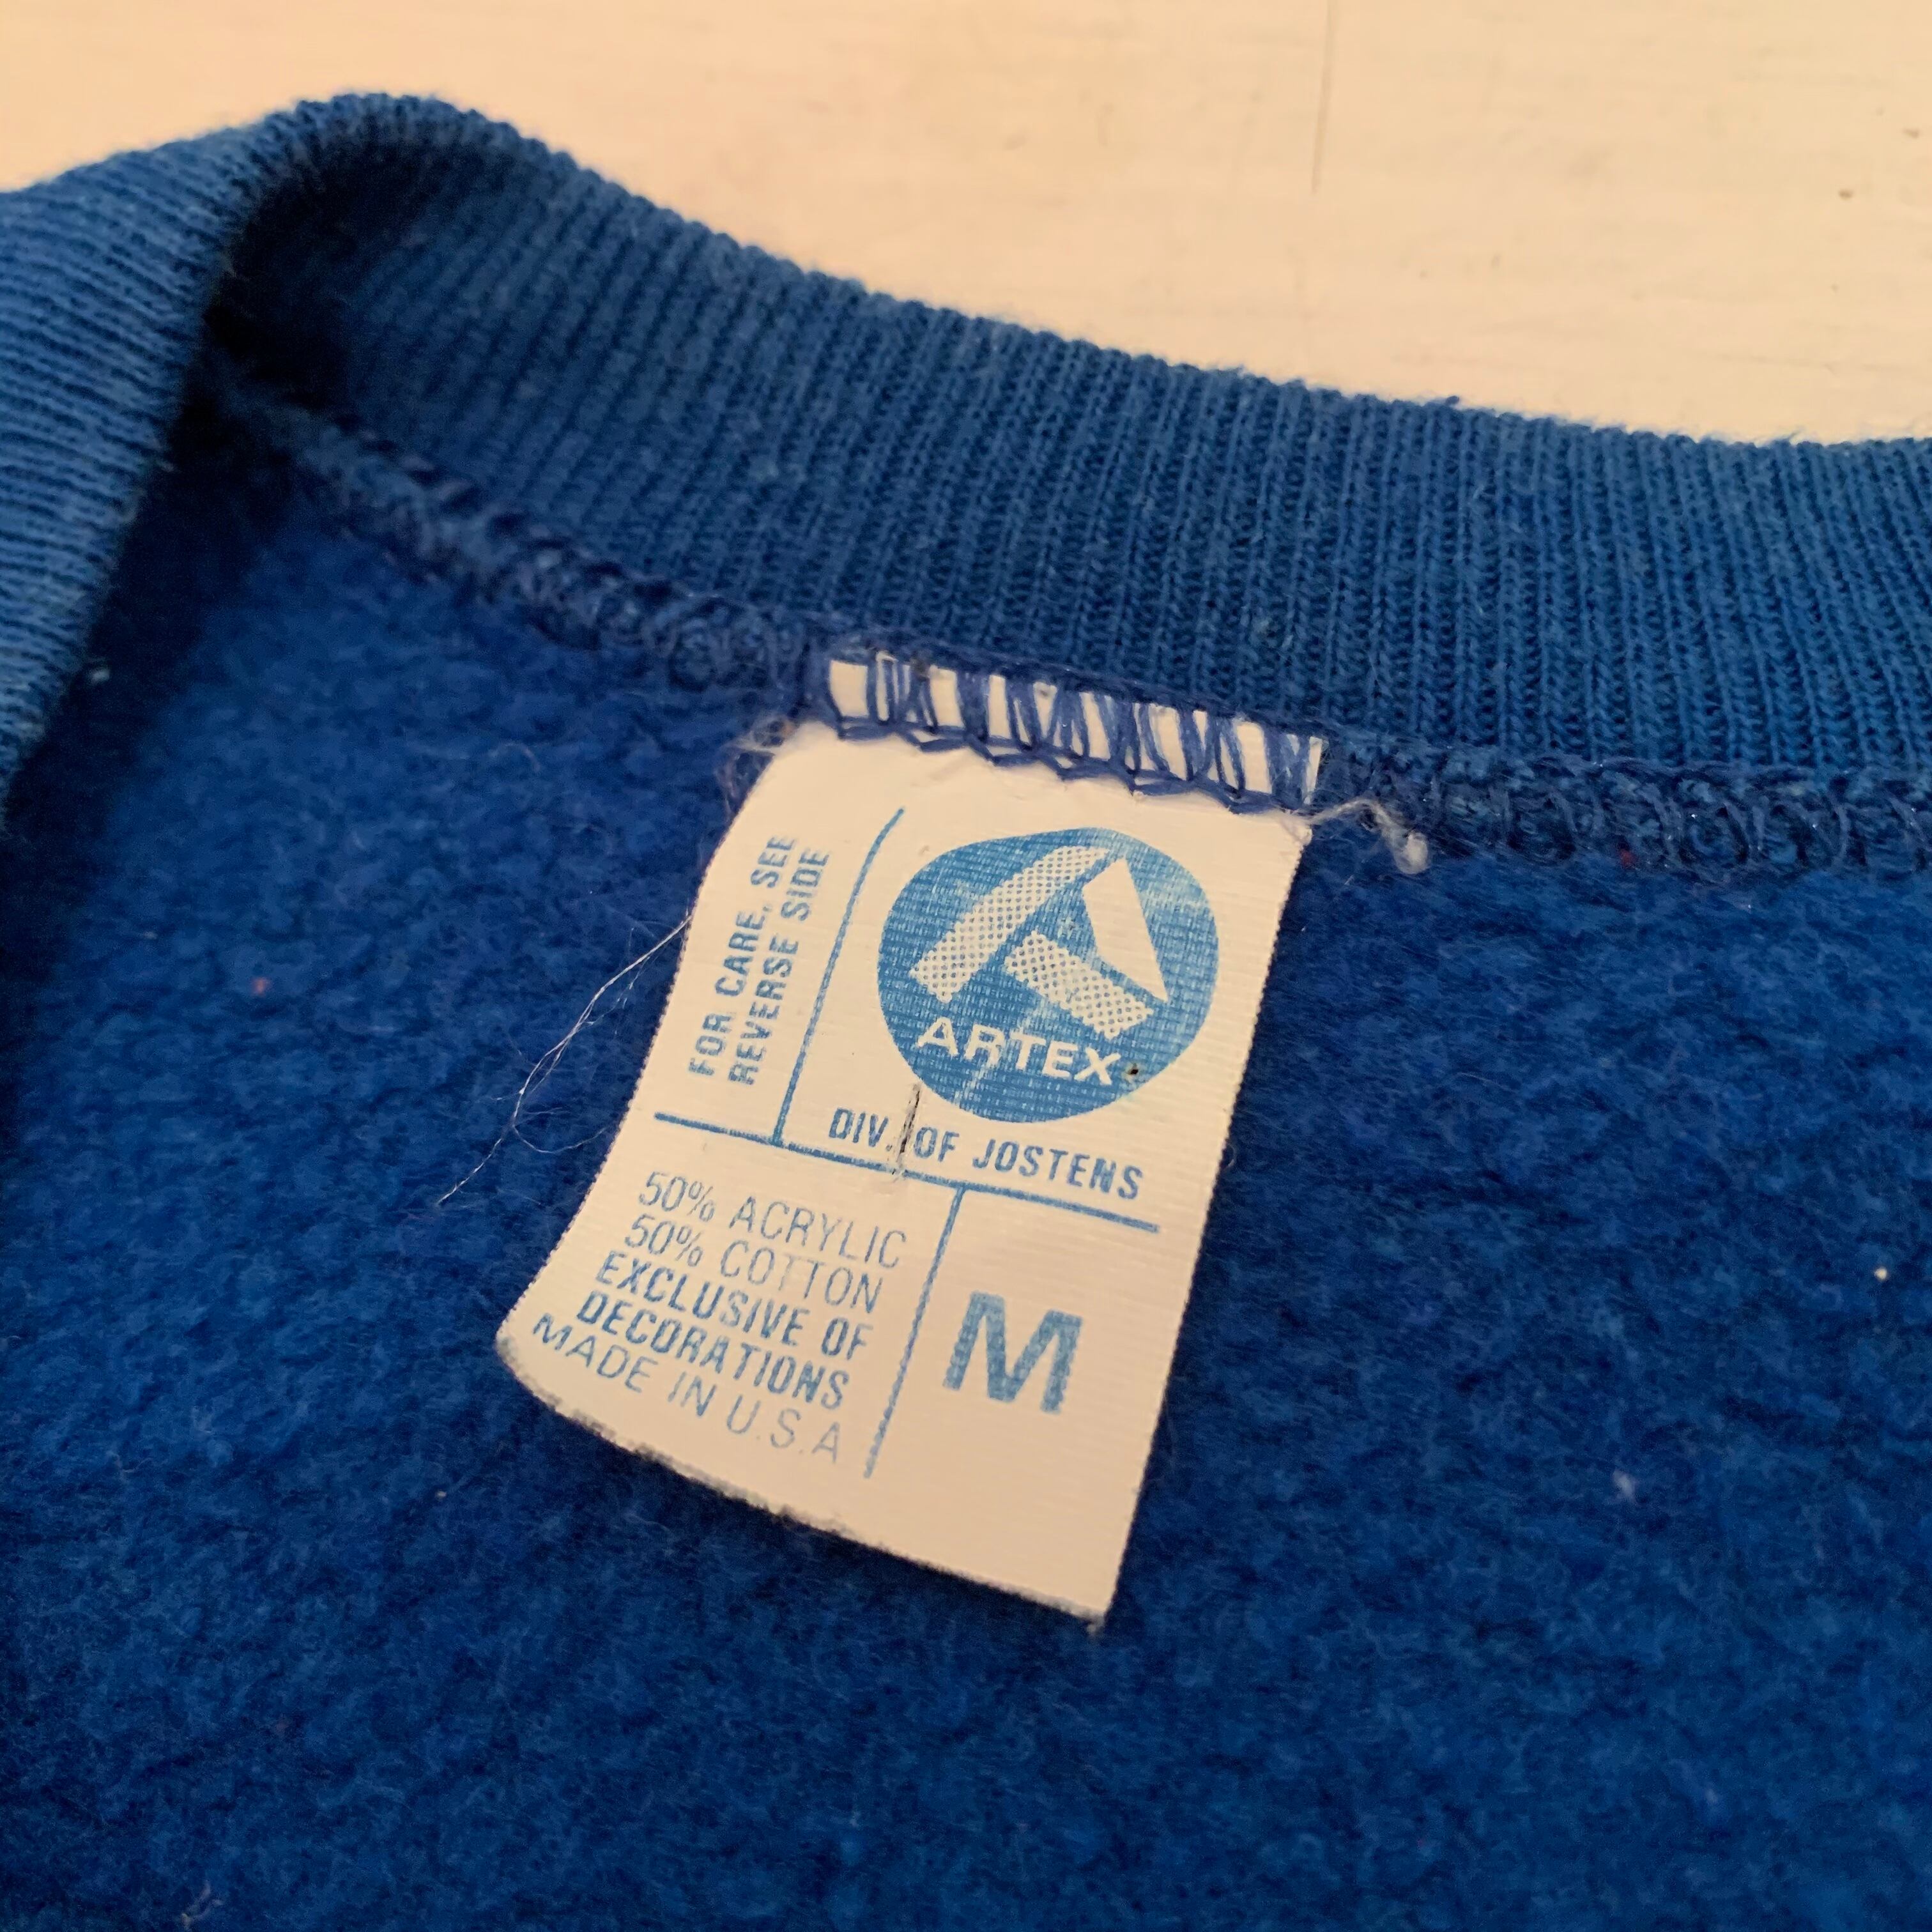 FOR CARE, SEE
REVERSE SIDE
ARTEX
DIV. OF JOSTENS
50% ACRYLIC
50% COTTON
EXCLUSIVE OF
DECORATIONS
MADE IN U.S.A
M